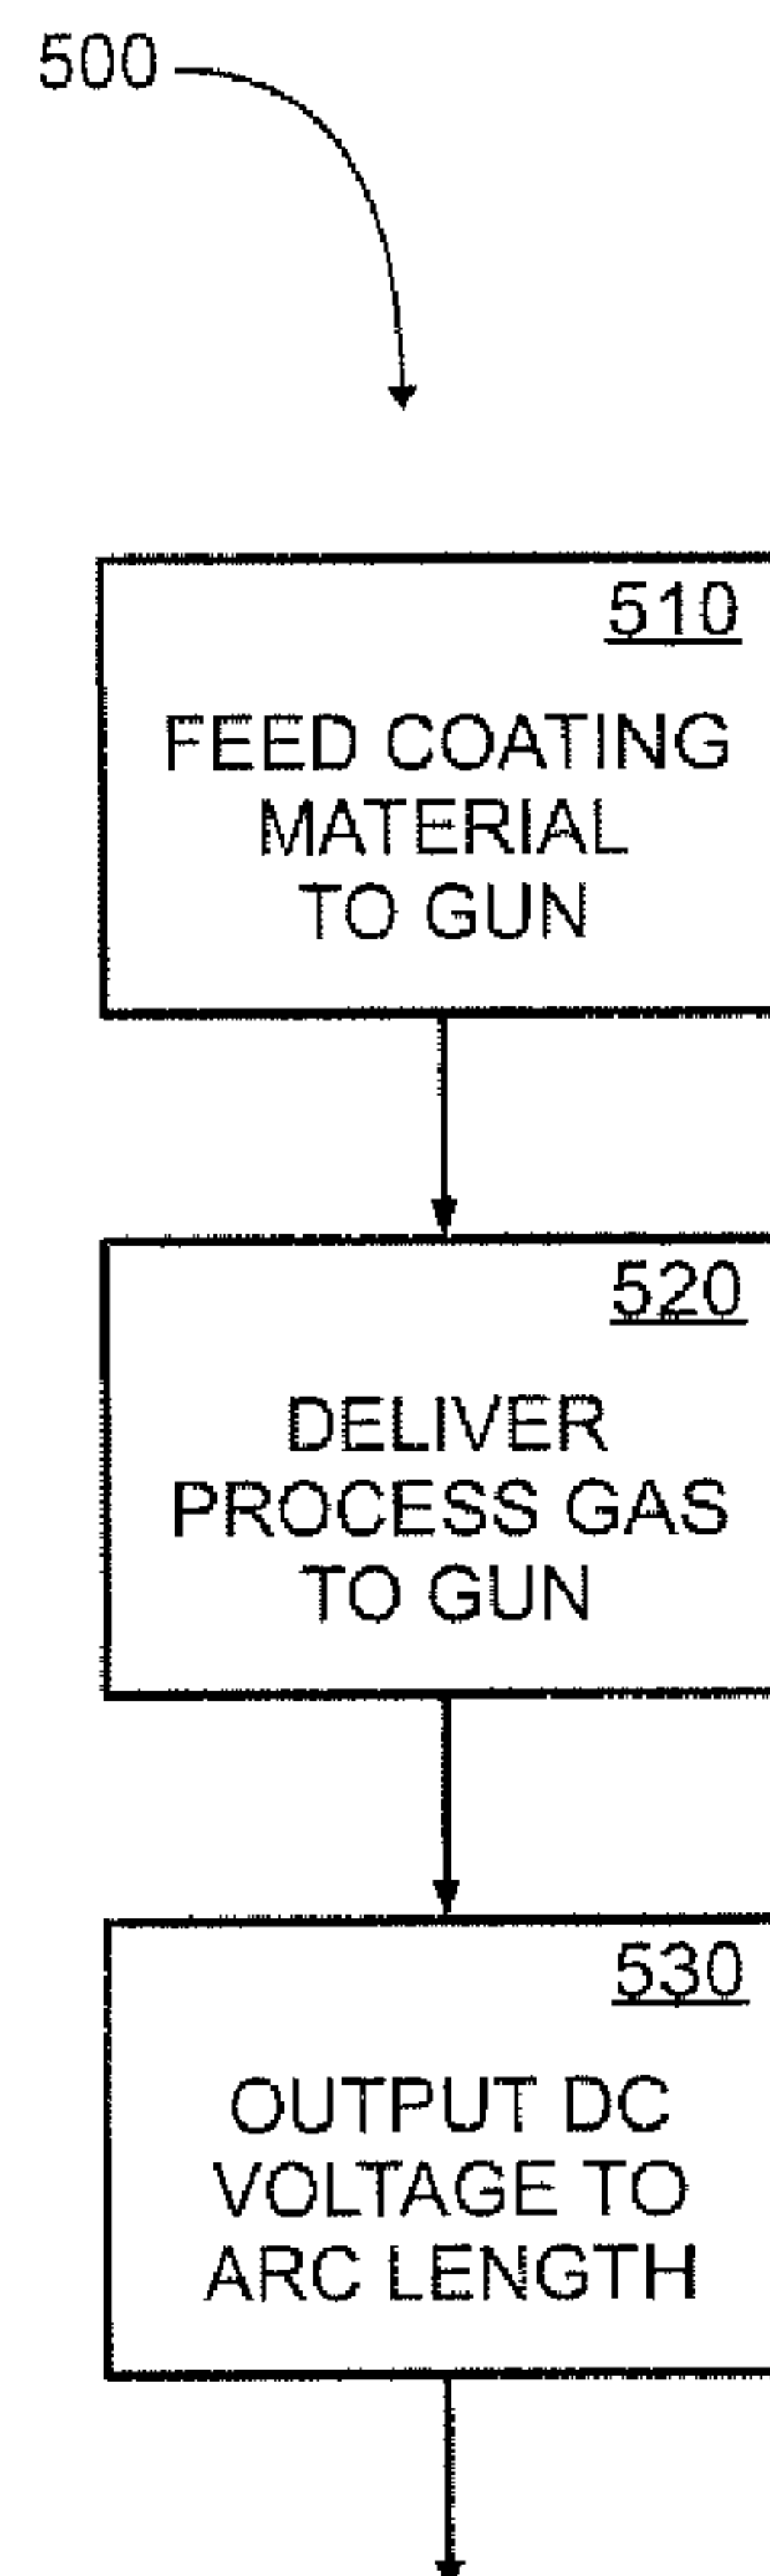 500
510
FEED COATING
MATERIAL
TO GUN
520
DELIVER
PROCESS GAS
TO GUN
530
OUTPUT DC
VOLTAGE TO
ARC LENGTH